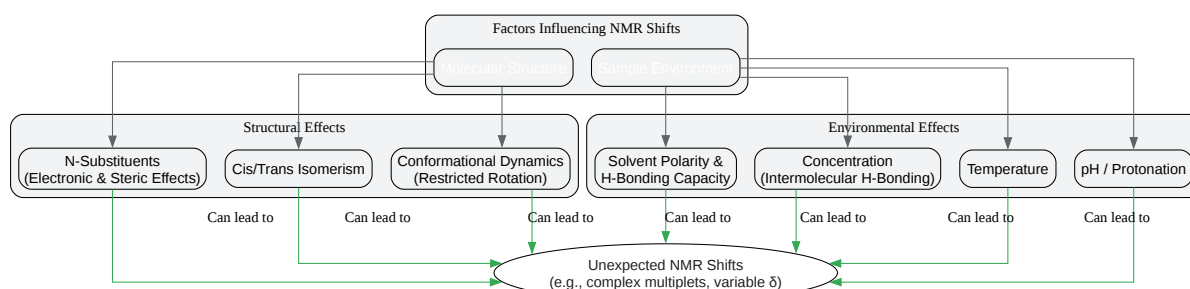 Factors Influencing NMR Shifts
Molecular Structure
Sample Environment
Structural Effects
Environmental Effects
N-Substituents
(Electronic & Steric Effects)
Cis/Trans Isomerism
Conformational Dynamics
(Restricted Rotation)
Solvent Polarity &
H-Bonding Capacity
Concentration
(Intermolecular H-Bonding)
Temperature
pH / Protonation
Can lead to
Can lead to
Can lead to
Can lead to
Can lead to
Can lead to
Can lead to
Unexpected NMR Shifts
(e.g., complex multiplets, variable δ)